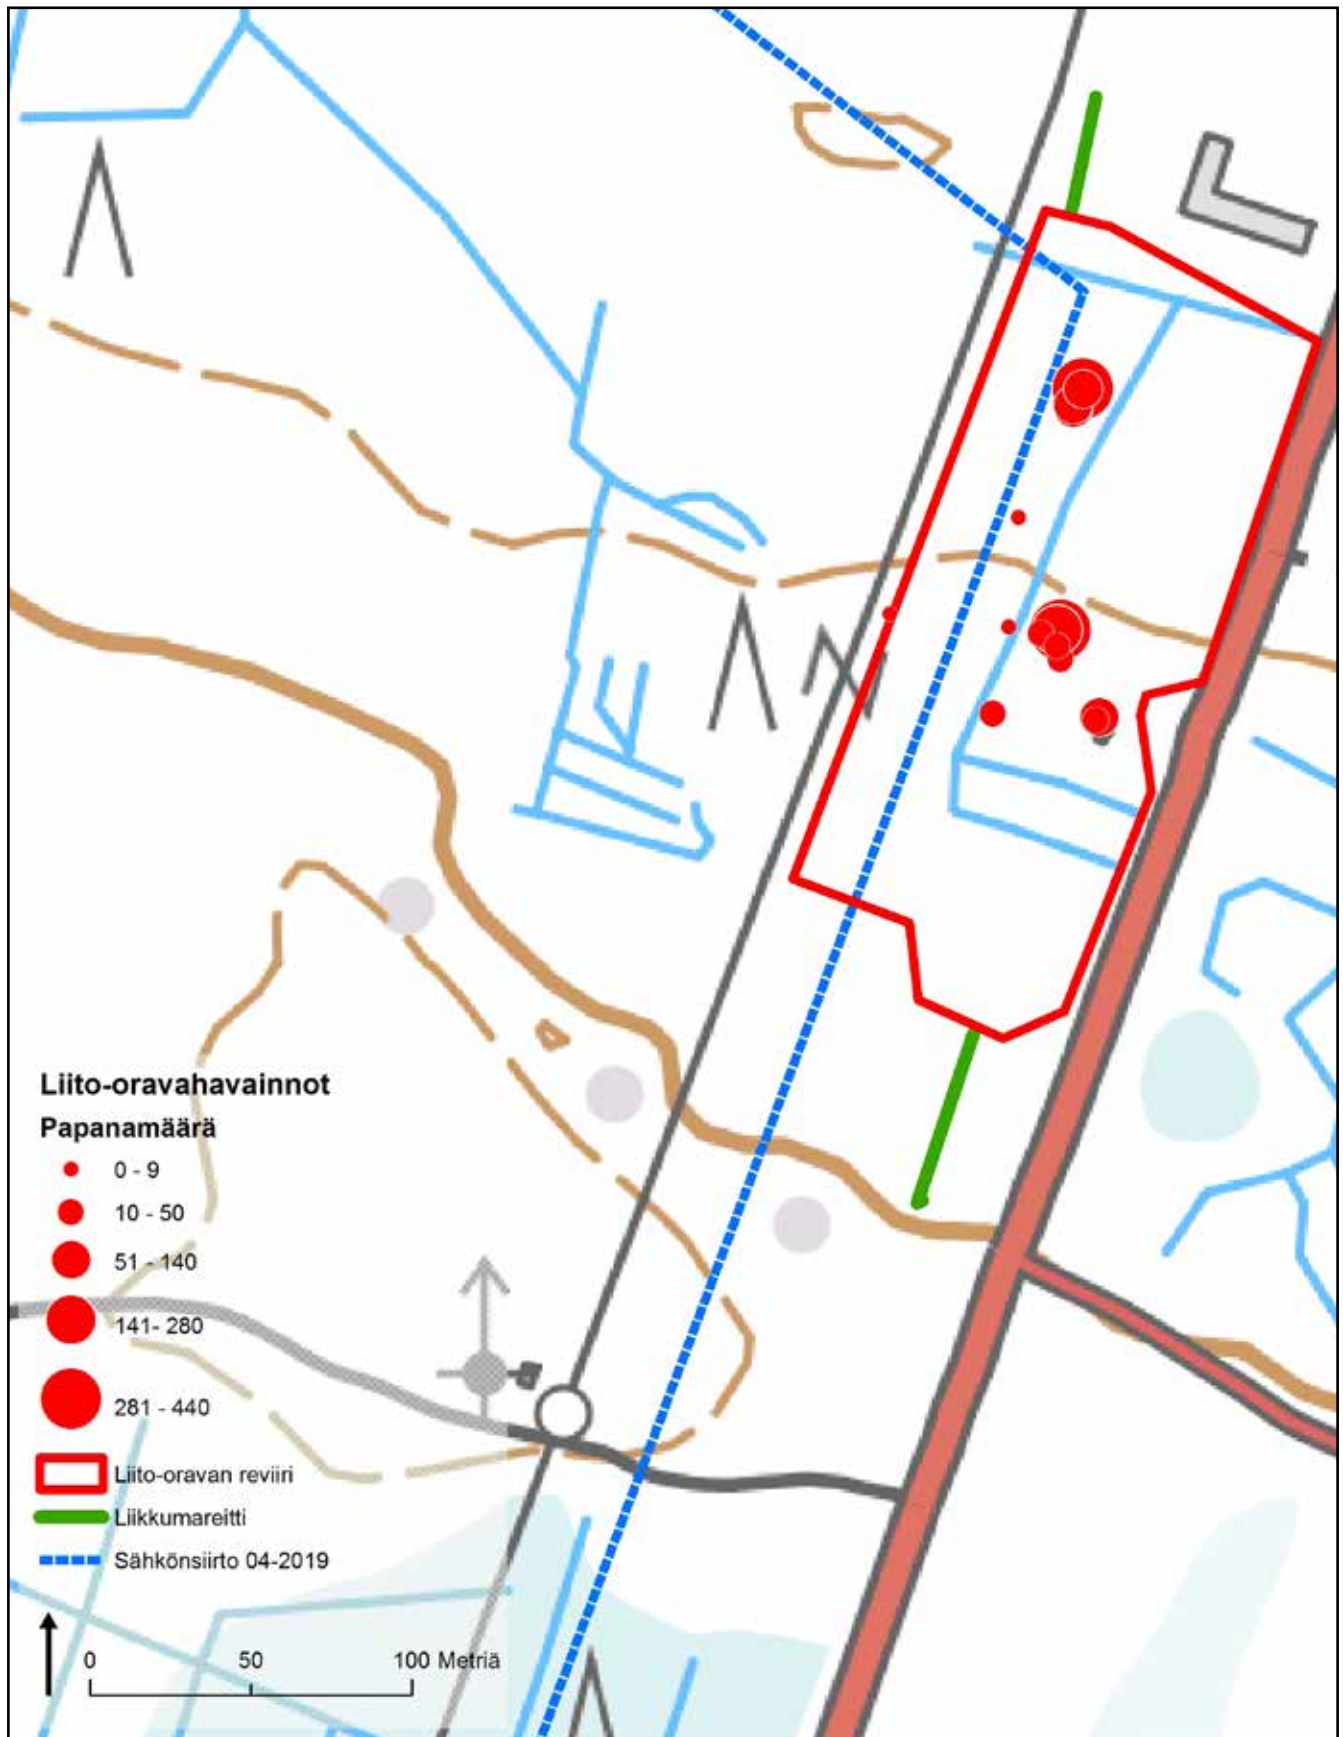 Liito-oravahavainnot
Papanamäärä
0 - 9
10 - 50
51 - 140
141- 280
281 - 440
Liito-oravan reviiri
Liikkumareitti
Sähkönsiirto 04-2019
0 50 100 Metriä